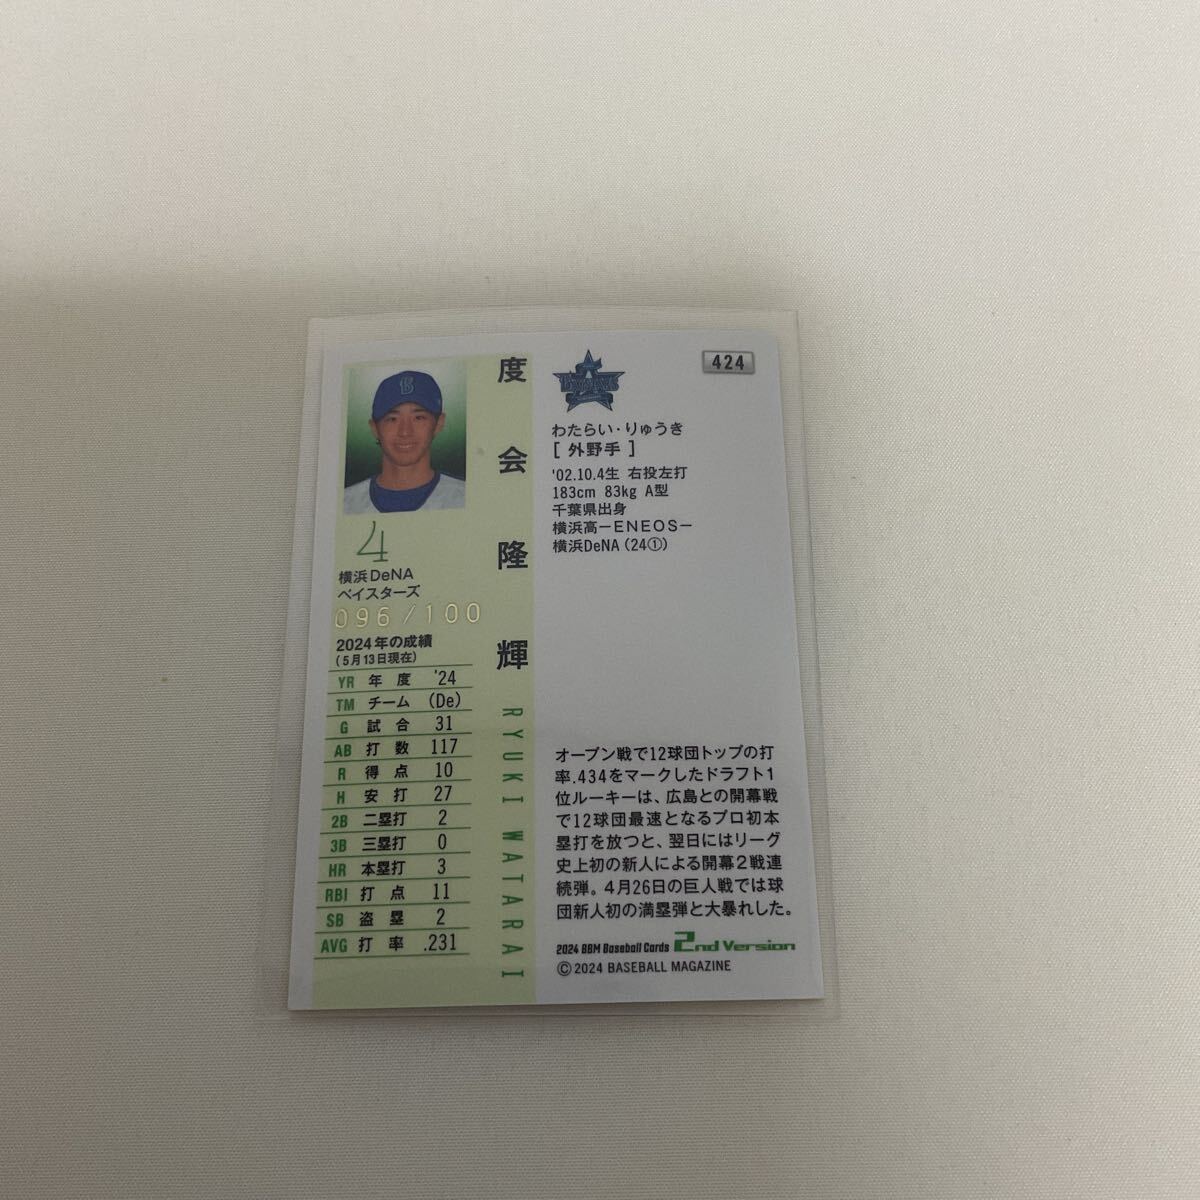 度会隆輝
RYUKI WATARAI
B
4
横浜DeNA
ベイスターズ
096/100
2024年の成績
(5月13日現在)
YR 年度 '24
TM チーム (De)
G 試合 31
AB 打数 117
R 得点 10
H 安打 27
2B 二塁打 2
3B 三塁打 0
HR 本塁打 3
RBI 打点 11
SB 盗塁 2
AVG 打率 .231
BAYSTARS
424
わたらい・りゅうき
[ 外野手 ]
'02.10.4生 右投左打
183cm 83kg A型
千葉県出身
横浜高ーENEOSー
横浜DeNA(24①)
オープン戦で12球団トップの打
率.434をマークしたドラフト1
位ルーキーは、広島との開幕戦
で12球団最速となるプロ初本
塁打を放つと、翌日にはリーグ
史上初の新人による開幕2戦連
続弾。4月26日の巨人戦では球
団新人初の満塁弾と大暴れした。
2024 BBM Baseball Cards 2nd Version
©2024 BASEBALL MAGAZINE